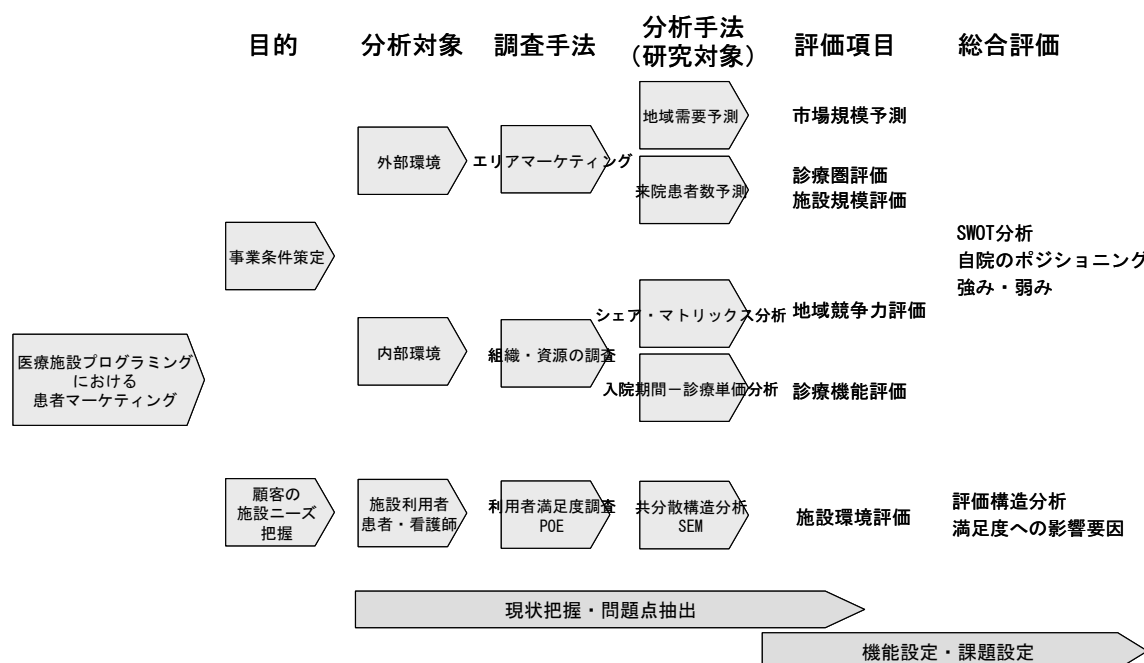 目的
分析対象
調査手法
分析手法
（研究対象）
評価項目
総合評価
地域需要予測
市場規模予測
外部環境
エリアマーケティング
来院患者数予測
診療圏評価
施設規模評価
事業条件策定
SWOT分析
自院のポジショニング
強み・弱み
シェア・マトリックス分析
地域競争力評価
医療施設プログラミング
における
患者マーケティング
内部環境
組織・資源の調査
入院期間－診療単価分析
診療機能評価
顧客の
施設ニーズ
把握
施設利用者
患者・看護師
利用者満足度調査
POE
共分散構造分析
SEM
施設環境評価
評価構造分析
満足度への影響要因
現状把握・問題点抽出
機能設定・課題設定